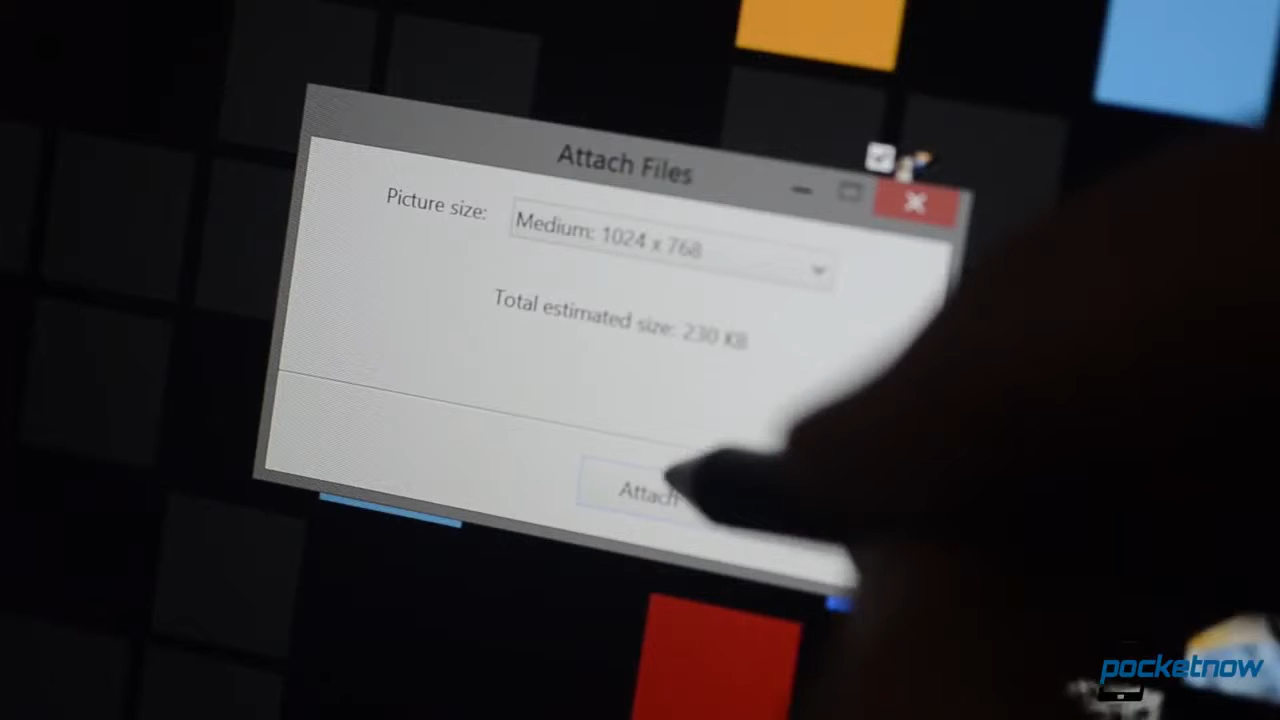 Attach Files
Picture size:
Medium: 1024 x 768
Total estimated size: 230 KB
Attach
pocketnow